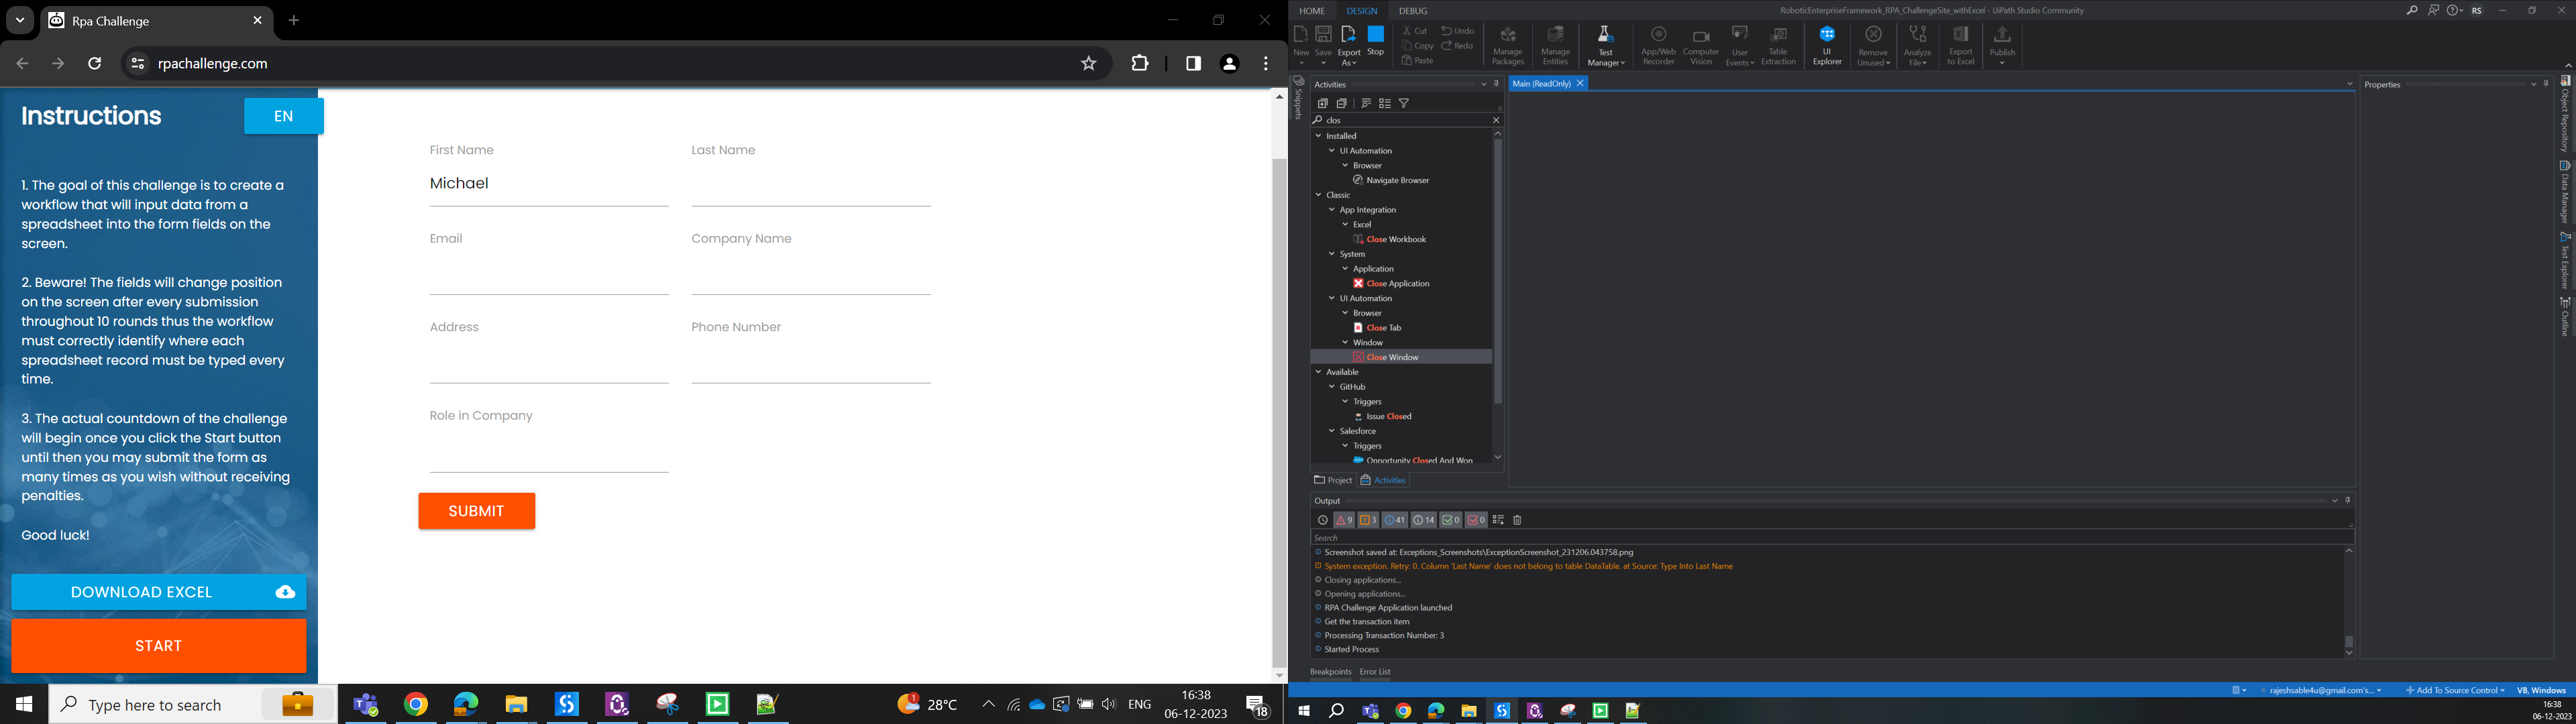 Rpa Challenge
rpachallenge.com
Instructions
EN
1. The goal of this challenge is to create a
workflow that will input data from a
spreadsheet into the form fields on the
screen.
2. Beware! The fields will change position
on the screen after every submission
throughout 10 rounds thus the workflow
must correctly identify where each
spreadsheet record must be typed every
time.
3. The actual countdown of the challenge
will begin once you click the Start button
until then you may submit the form as
many times as you wish without receiving
penalties.
Good luck!
DOWNLOAD EXCEL
START
First Name
Last Name
Michael
Email
Company Name
Address
Phone Number
Role in Company
SUBMIT
Type here to search
1
28°C
ENG
16:38
06-12-2023
18
HOME
DESIGN
DEBUG
RoboticEnterpriseFramework_RPA_ChallengeSite_withExcel - UiPath Studio Community
RS
New
Save
Export
As
Stop
Cut
Copy
Paste
Undo
Redo
Manage
Packages
Manage
Entities
Test
Manager
App/Web
Recorder
Computer
Vision
User
Events
Table
Extraction
UI
Explorer
Remove
Unused
Analyze
File
Export
to Excel
Publish
Snippets
Activities
clos
Installed
UI Automation
Browser
Navigate Browser
Classic
App Integration
Excel
Close Workbook
System
Application
Close Application
UI Automation
Browser
Close Tab
Window
Close Window
Available
GitHub
Triggers
Issue Closed
Salesforce
Triggers
Opportunity Closed And Won
Project
Activities
Main (ReadOnly)
Properties
Object Repository
Data Manager
Test Explorer
Outline
Output
9
3
41
14
0
0
Search
Screenshot saved at: Exceptions_Screenshots\ExceptionScreenshot_231206.043758.png
System exception. Retry: 0. Column 'Last Name' does not belong to table DataTable. at Source: Type Into Last Name
Closing applications...
Opening applications...
RPA Challenge Application launched
Get the transaction item
Processing Transaction Number: 3
Started Process
Breakpoints
Error List
rajeshsable4u@gmail.com's...
Add To Source Control
VB, Windows
16:38
06-12-2023